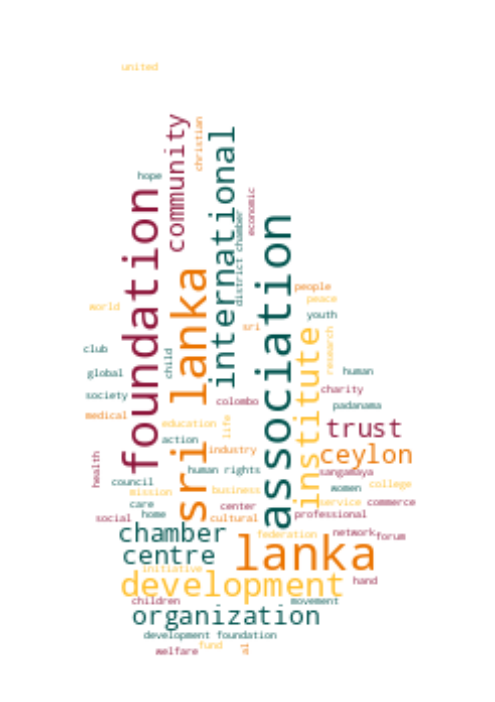 united
christian
community
international
hope
foundation
economic
district chamber
association
sri lanka
people
peace
world
youth
sri
institute
research
club
child
global
human
society
charity
colombo
padanama
medical
education
life
trust
action
industry
ceylon
health
human rights
sangamaya
council
women
college
mission
business
service
commerce
care
center
home
professional
social
cultural
chamber
federation
network
forum
centre
lanka
initiative
development
hand
children
movement
organization
development foundation
fund
welfare
al